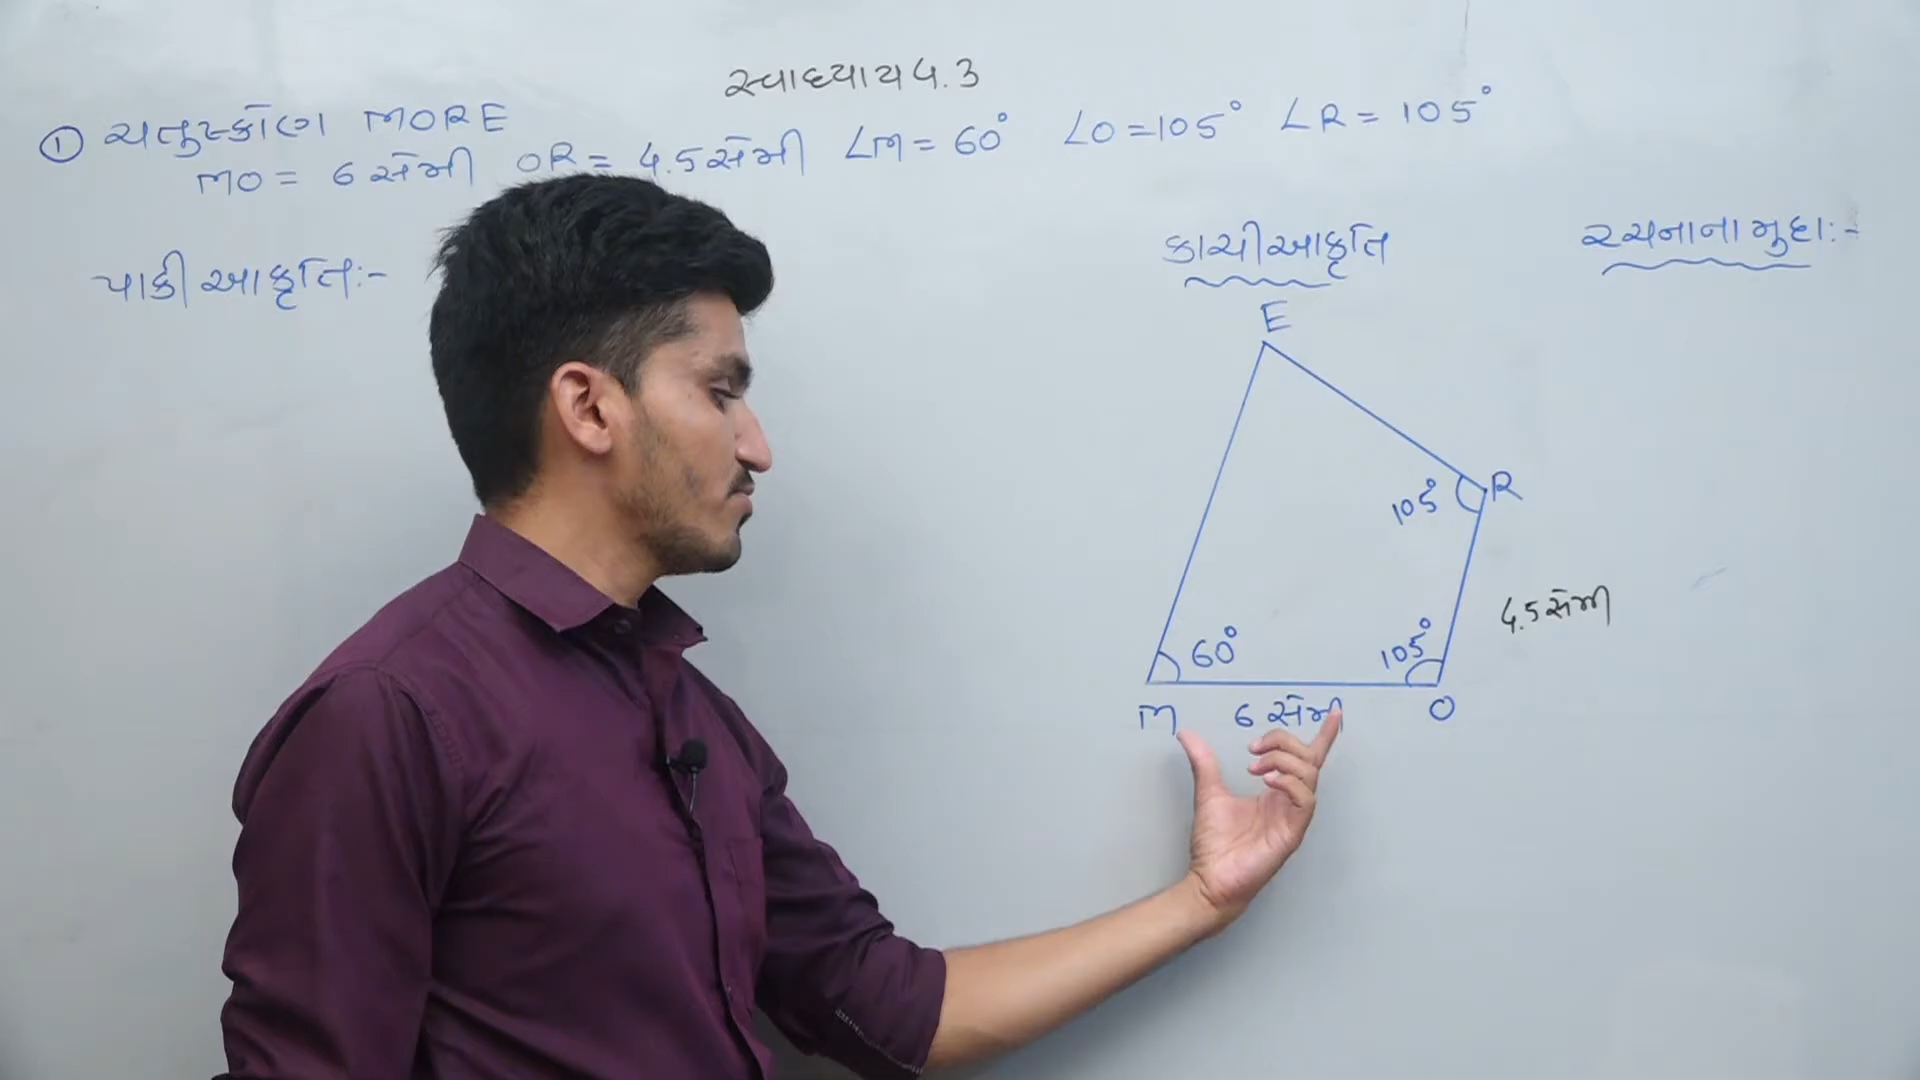 સ્વાધ્યાય ૫.3
① ચતુષ્કોણ MORE
MO = 6 સેમી OR = 4.5 સેમી ∠M = 60° ∠O = 105° ∠R = 105°
પાકી આકૃતિ:-
કાચી આકૃતિ
રચનાના મુદ્દા:-
E
R
105°
4.5 સેમી
60°
105°
M 6 સેમી O